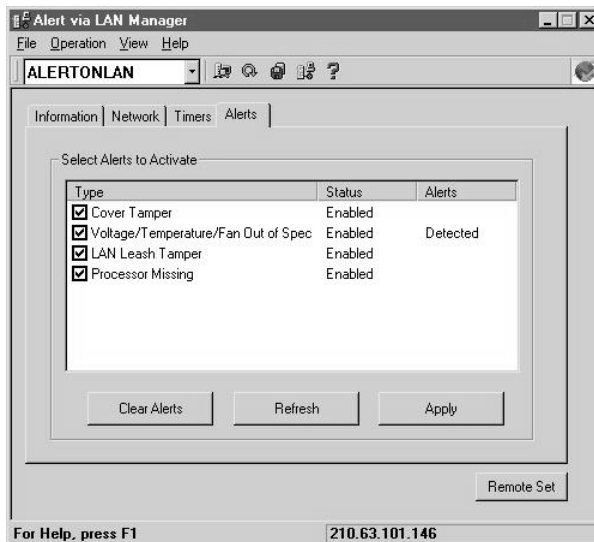 Alert via LAN Manager
File Operation View Help
ALERTONLAN
Information Network Timers Alerts
Select Alerts to Activate
Type Status Alerts
Cover Tamper Enabled
Voltage/Temperature/Fan Out of Spec Enabled Detected
LAN Leash Tamper Enabled
Processor Missing Enabled
Clear Alerts Refresh Apply
Remote Set
For Help, press F1 210.63.101.146